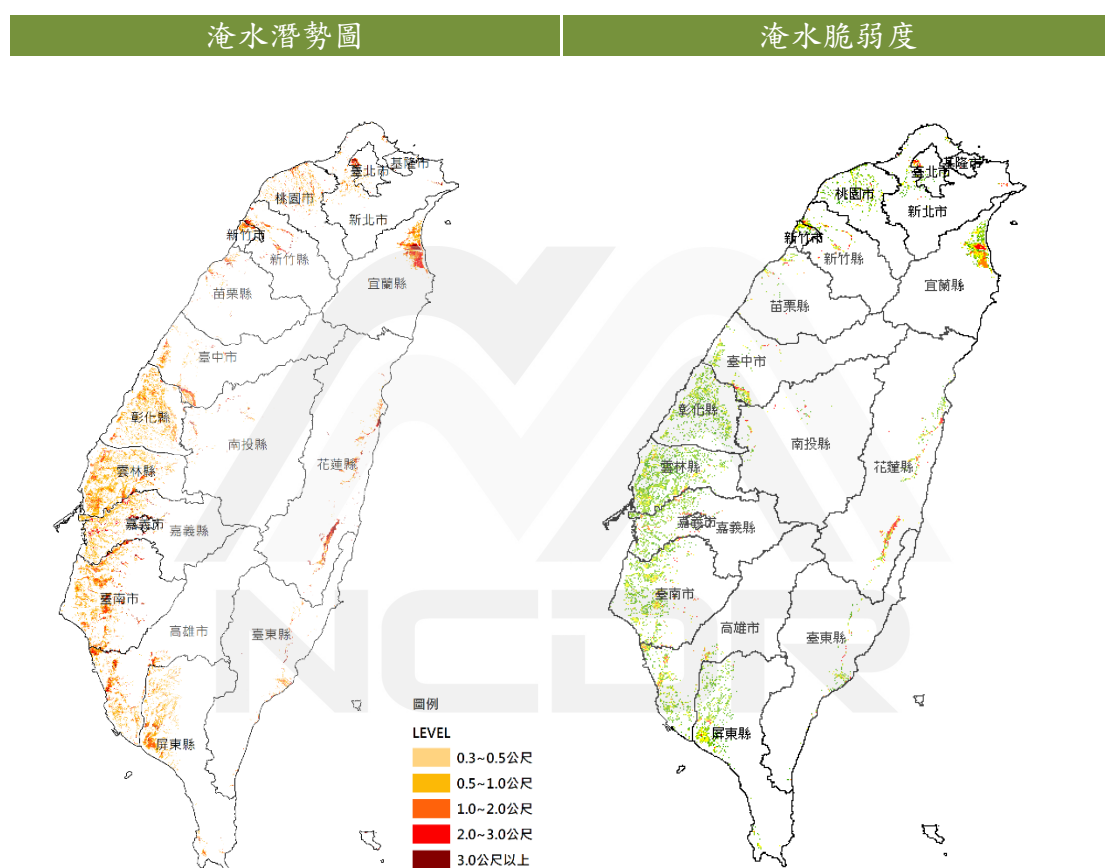 淹水潛勢圖
淹水脆弱度
基隆市
臺北市
桃園市
新北市
新竹市
新竹縣
宜蘭縣
苗栗縣
臺中市
彰化縣
南投縣
花蓮縣
雲林縣
嘉義市
嘉義縣
臺南市
高雄市
臺東縣
屏東縣
圖例
LEVEL
0.3~0.5公尺
0.5~1.0公尺
1.0~2.0公尺
2.0~3.0公尺
3.0公尺以上
基隆市
臺北市
桃園市
新北市
新竹市
新竹縣
宜蘭縣
苗栗縣
臺中市
彰化縣
南投縣
花蓮縣
雲林縣
嘉義市
嘉義縣
臺南市
高雄市
臺東縣
屏東縣
NCDR